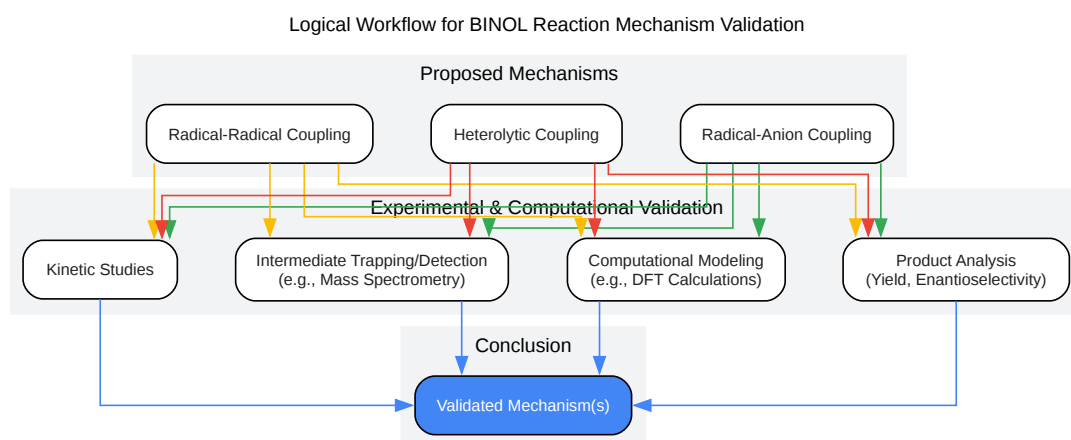 Logical Workflow for BINOL Reaction Mechanism Validation
Proposed Mechanisms
Radical-Radical Coupling
Heterolytic Coupling
Radical-Anion Coupling
Experimental & Computational Validation
Kinetic Studies
Intermediate Trapping/Detection
(e.g., Mass Spectrometry)
Computational Modeling
(e.g., DFT Calculations)
Product Analysis
(Yield, Enantioselectivity)
Conclusion
Validated Mechanism(s)